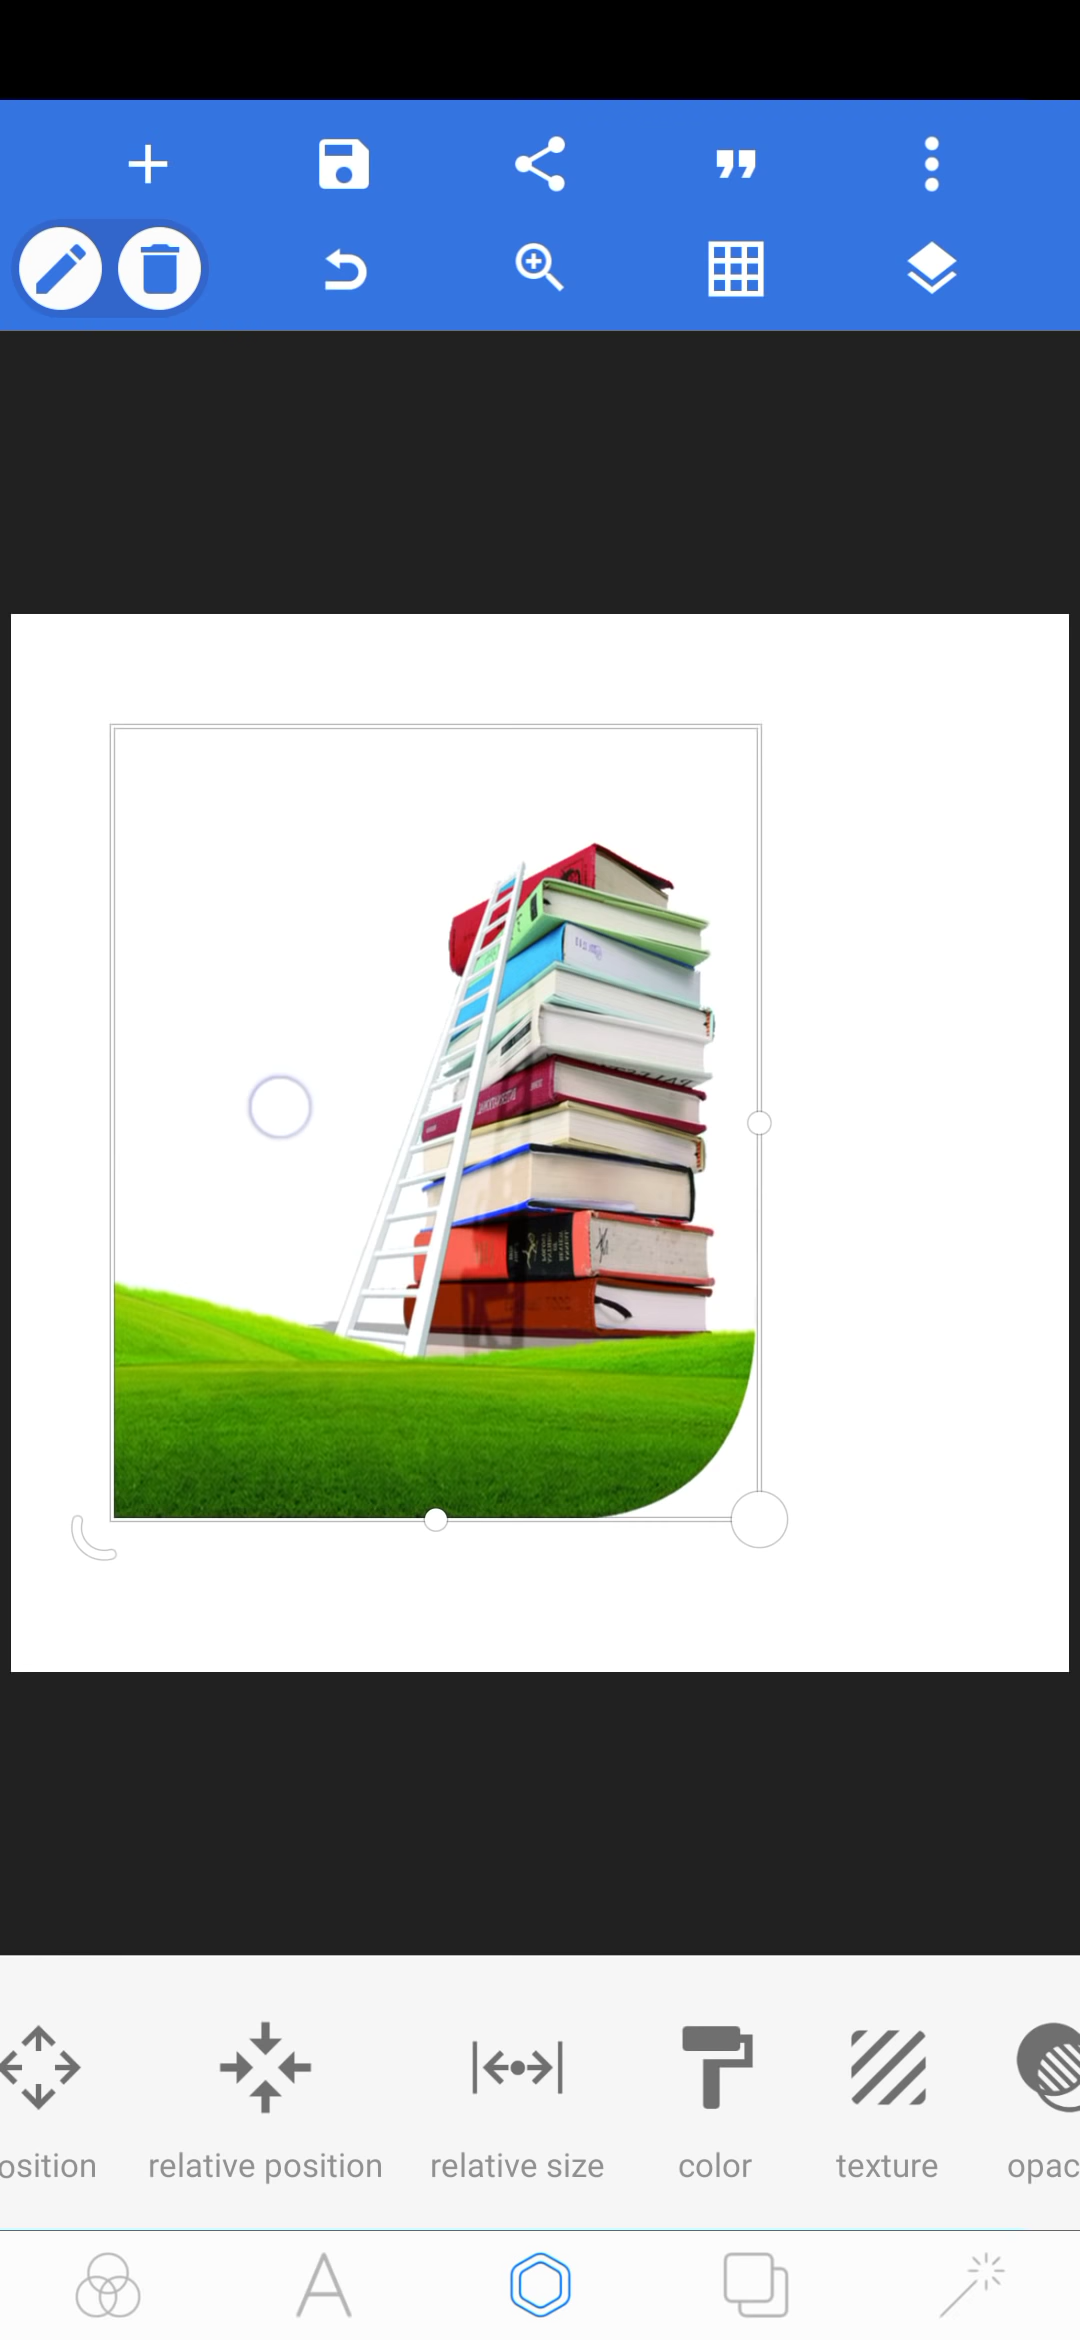 osition
relative position
relative size
color
texture
opac